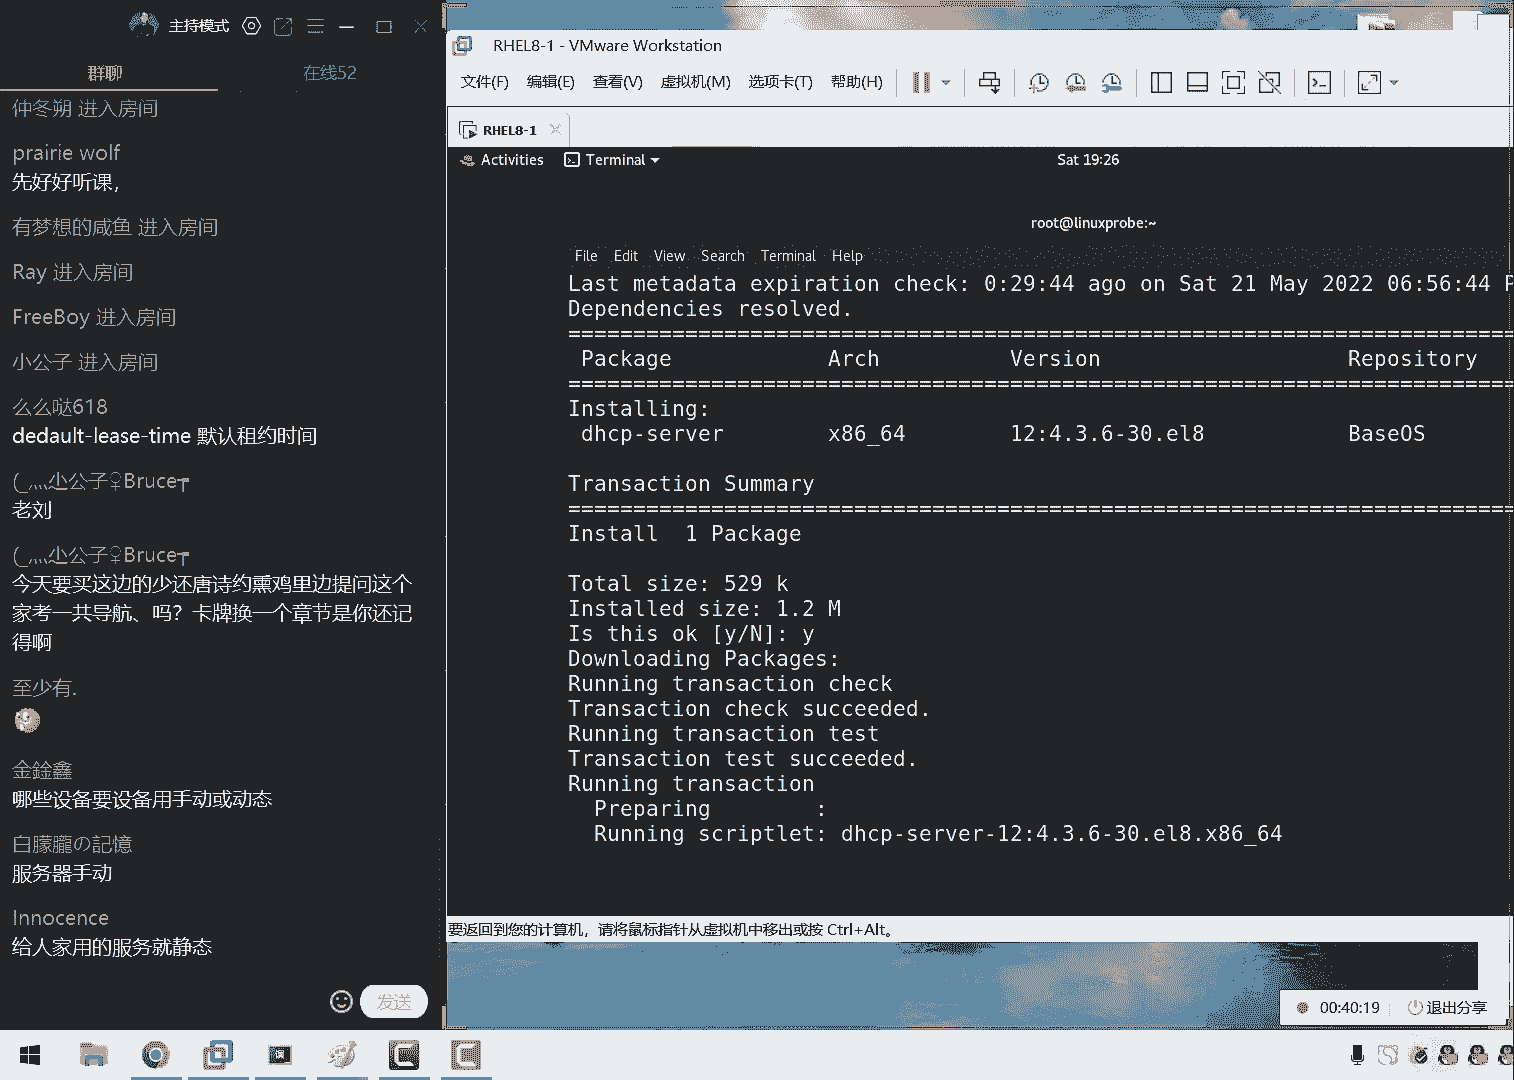 主持模式
群聊
在线52
仲冬朔 进入房间
prairie wolf
先好好听课，
有梦想的咸鱼 进入房间
Ray 进入房间
FreeBoy 进入房间
小公子 进入房间
么么哒618
dedault-lease-time 默认租约时间
公子♀Bruce
老刘
公子♀Bruce
今天要买这边的少还唐诗约熏鸡里边提问这个
家考一共导航、吗？卡牌换一个章节是你还记
得啊
至少有.
金銓鑫
哪些设备要设备用手动或动态
白朦朧の記憶
服务器手动
Innocence
给人家用的服务就静态
发送
RHEL8-1 - VMware Workstation
文件(F) 编辑(E) 查看(V) 虚拟机(M) 选项卡(T) 帮助(H)
RHEL8-1
Activities Terminal Sat 19:26
root@linuxprobe:~
File Edit View Search Terminal Help
Last metadata expiration check: 0:29:44 ago on Sat 21 May 2022 06:56:44 P
Dependencies resolved.
Package Arch Version Repository
Installing:
dhcp-server x86_64 12:4.3.6-30.el8 BaseOS
Transaction Summary
Install 1 Package
Total size: 529 k
Installed size: 1.2 M
Is this ok [y/N]: y
Downloading Packages:
Running transaction check
Transaction check succeeded.
Running transaction test
Transaction test succeeded.
Running transaction
Preparing :
Running scriptlet: dhcp-server-12:4.3.6-30.el8.x86_64
要返回到您的计算机，请将鼠标指针从虚拟机中移出或按 Ctrl+Alt。
00:40:19 退出分享